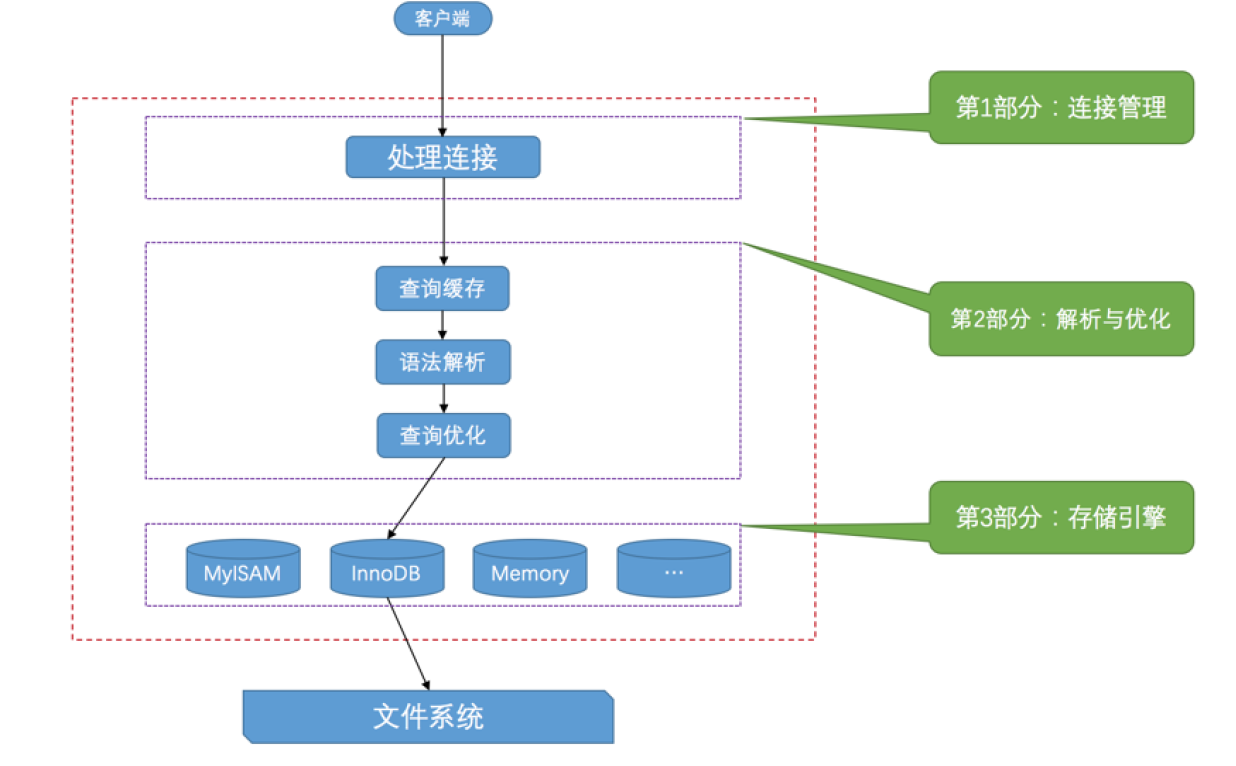 客户端
第1部分：连接管理
处理连接
查询缓存
第2部分：解析与优化
语法解析
查询优化
第3部分：存储引擎
MyISAM
InnoDB
Memory
…
文件系统